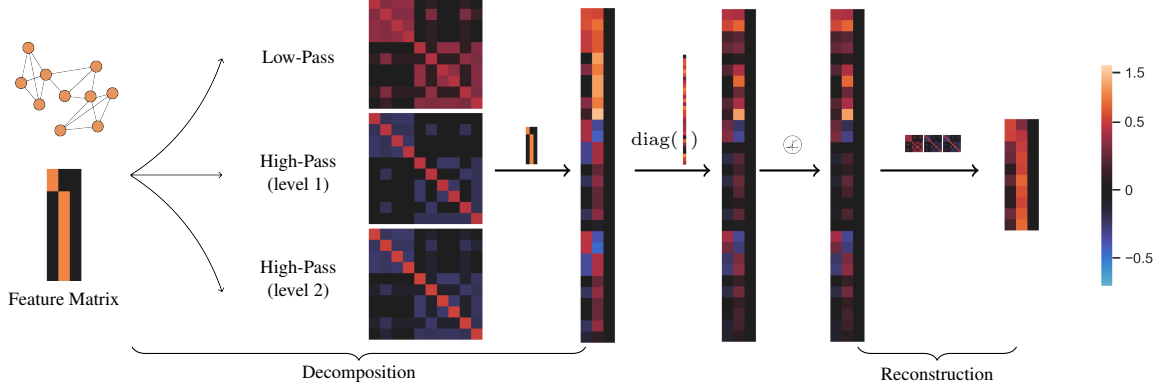 Low-Pass
High-Pass
(level 1)
High-Pass
(level 2)
Feature Matrix
diag( )
1.5
0.5
0
−0.5
Decomposition
Reconstruction